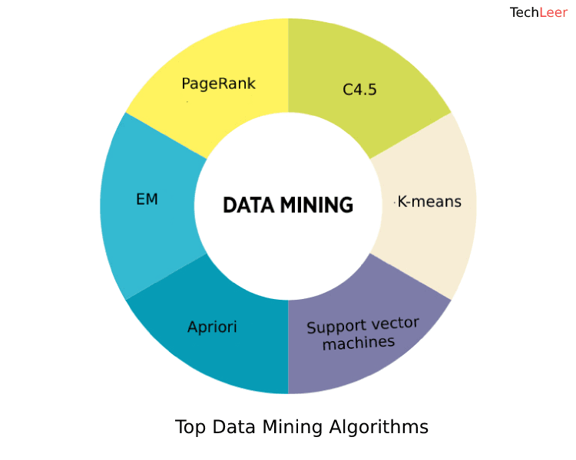 TechLeer
PageRank
C4.5
EM
DATA MINING
K-means
Apriori
Support vector
machines
Top Data Mining Algorithms